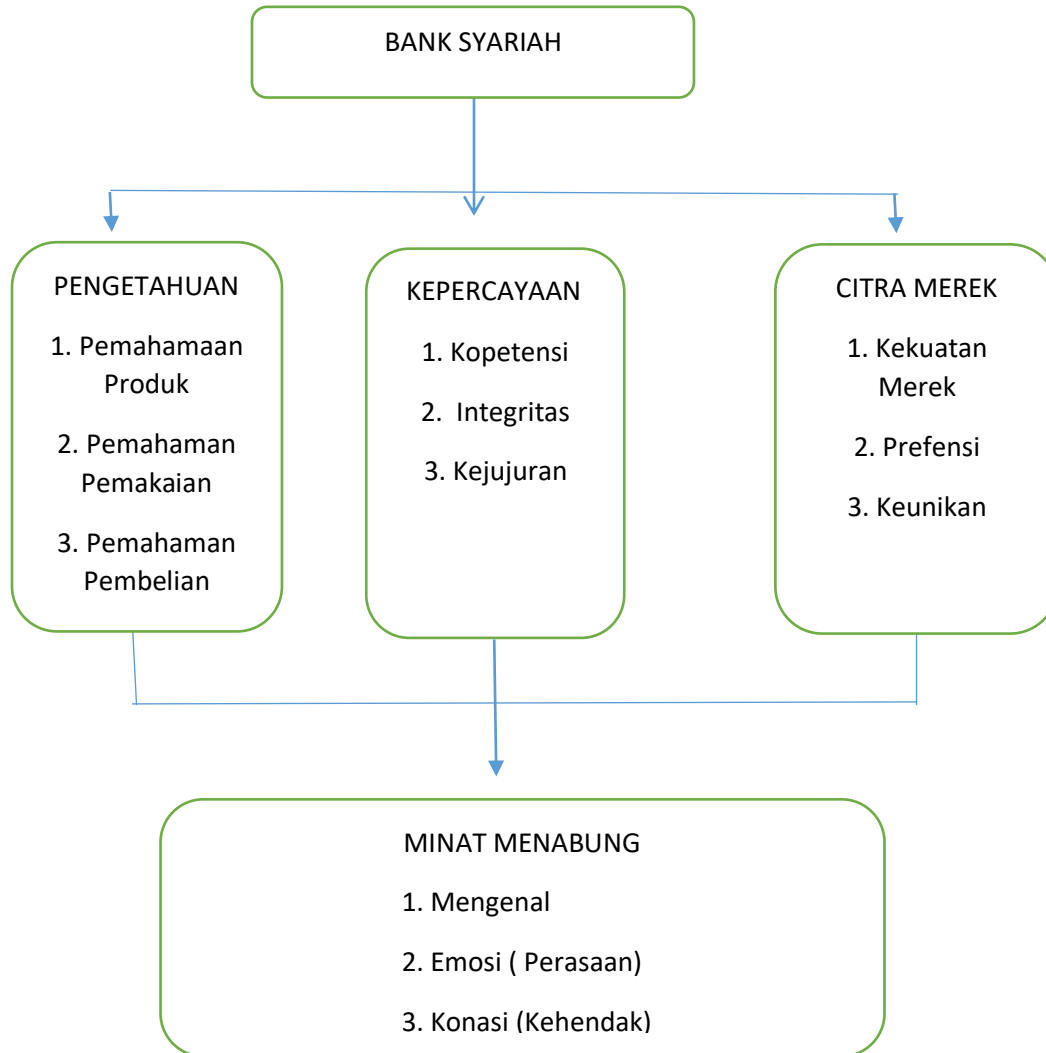 BANK SYARIAH
PENGETAHUAN
1. Pemahamaan
Produk
2. Pemahaman
Pemakaian
3. Pemahaman
Pembelian
KEPERCAYAAN
1. Kopetensi
2. Integritas
3. Kejujuran
CITRA MEREK
1. Kekuatan
Merek
2. Prefensi
3. Keunikan
MINAT MENABUNG
1. Mengenal
2. Emosi ( Perasaan)
3. Konasi (Kehendak)